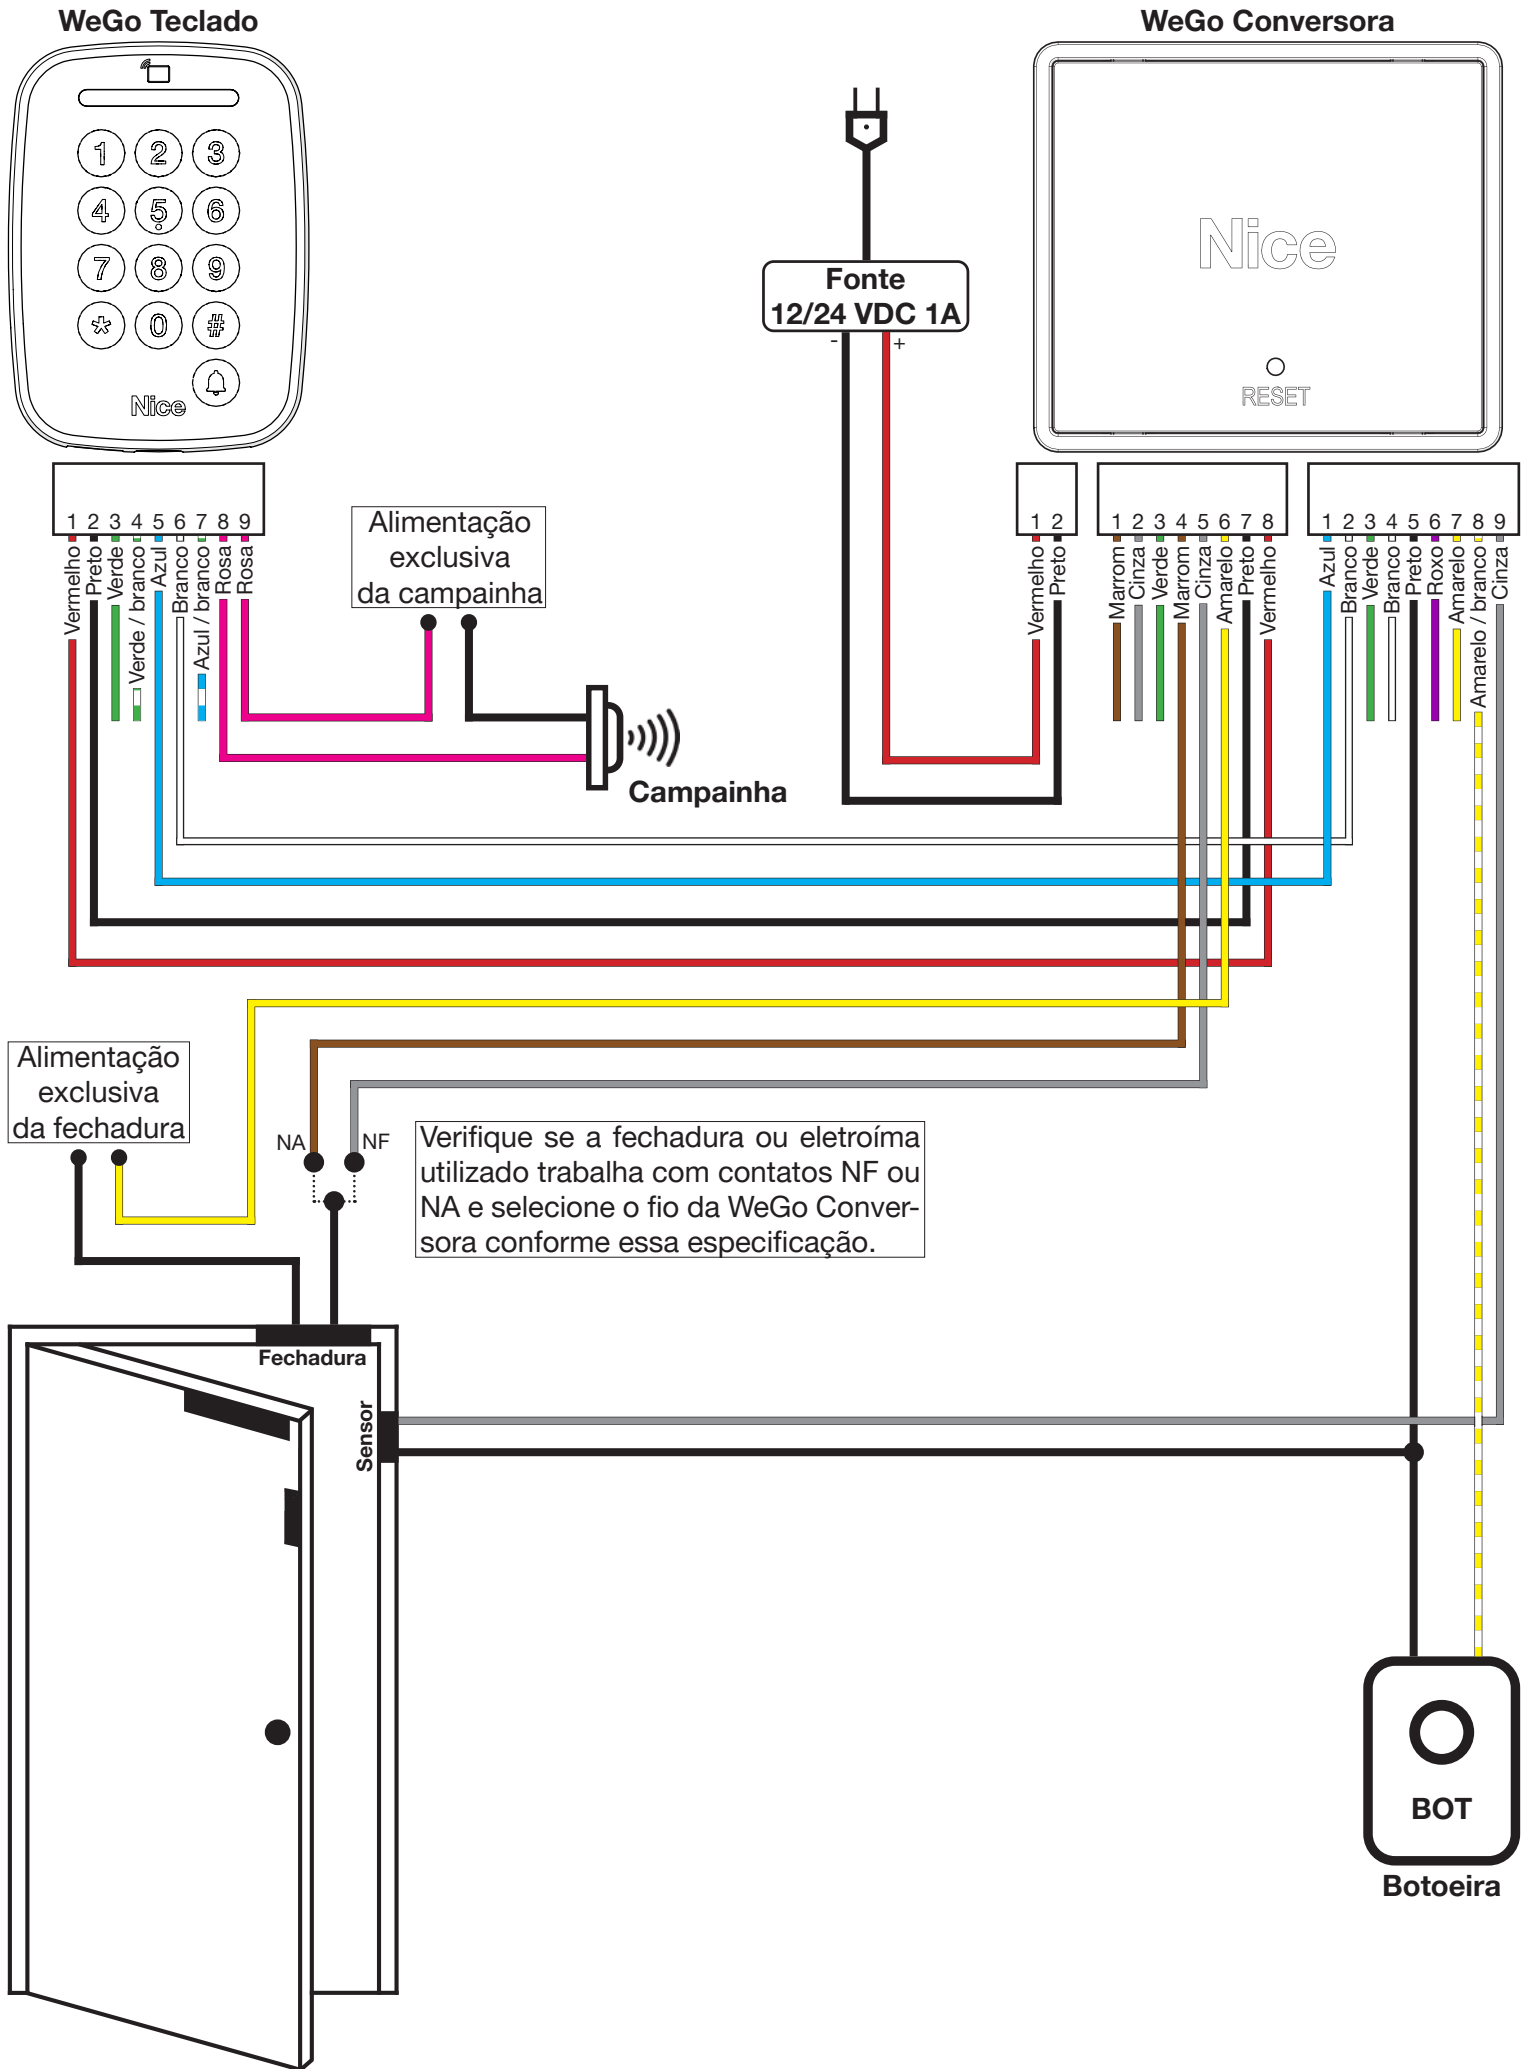 WeGo Teclado
WeGo Conversora
1 2 3
4 5 6
7 8 9
* 0 #
Nice
Nice
RESET
Fonte
12/24 VDC 1A
- +
1 2 3 4 5 6 7 8 9
Vermelho
Preto
Verde
Verde / branco
Azul
Branco
Azul / branco
Rosa
Rosa
Alimentação
exclusiva
da campainha
Campainha
1 2
Vermelho
Preto
1 2 3 4 5 6 7 8
Marrom
Cinza
Verde
Marrom
Cinza
Amarelo
Preto
Vermelho
1 2 3 4 5 6 7 8 9
Azul
Branco
Verde
Branco
Preto
Roxo
Amarelo
Amarelo / branco
Cinza
Alimentação
exclusiva
da fechadura
NA
NF
Verifique se a fechadura ou eletroíma
utilizado trabalha com contatos NF ou
NA e selecione o fio da WeGo Conver-
sora conforme essa especificação.
Fechadura
Sensor
BOT
Botoeira